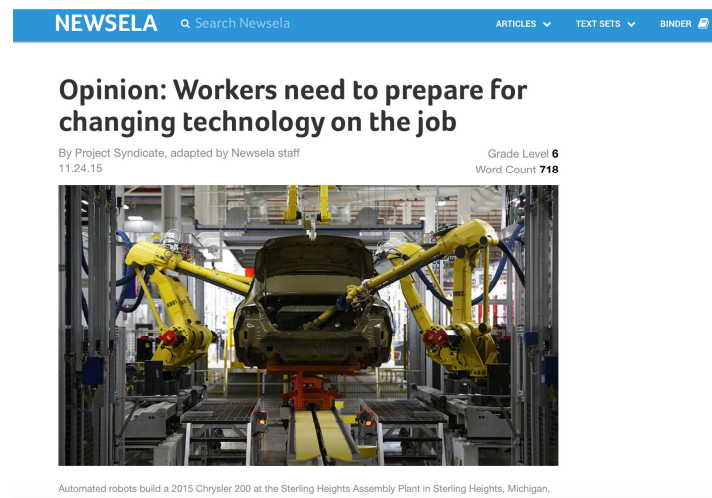 NEWSELA Search Newsela ARTICLES TEXT SETS BINDER
Opinion: Workers need to prepare for
changing technology on the job
By Project Syndicate, adapted by Newsela staff Grade Level 6
11.24.15 Word Count 718
Automated robots build a 2015 Chrysler 200 at the Sterling Heights Assembly Plant in Sterling Heights, Michigan,